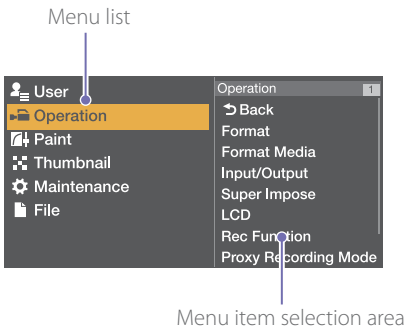 Menu list
User
Operation
Paint
Thumbnail
Maintenance
File
Operation 1
Back
Format
Format Media
Input/Output
Super Impose
LCD
Rec Function
Proxy Recording Mode
Menu item selection area